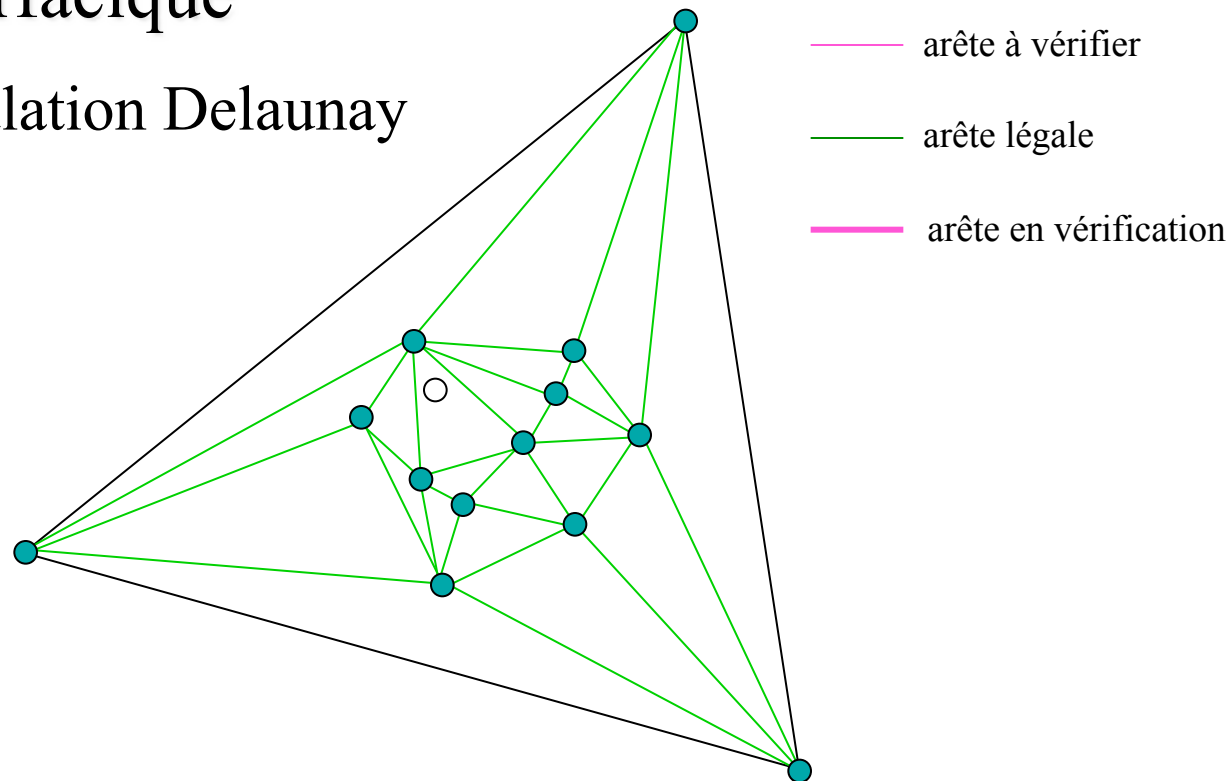 lation Delaunay
arête à vérifier
arête légale
arête en vérification